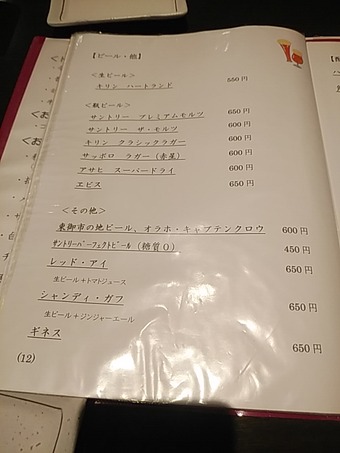 【ビール・他】
＜生ビール＞
キリン ハートランド 550円
＜瓶ビール＞
サントリー プレミアムモルツ 650円
サントリー ザ・モルツ 600円
キリン クラシックラガー 600円
サッポロ ラガー（赤星） 600円
アサヒ スーパードライ 600円
エビス 650円
＜その他＞
東御市の地ビール、オラホ・キャプテンクロウ 600円
サントリーパーフェクトビール（糖質0） 450円
レッド・アイ 650円
生ビール＋トマトジュース
シャンディ・ガフ 650円
生ビール＋ジンジャーエール
ギネス 650円
(12)